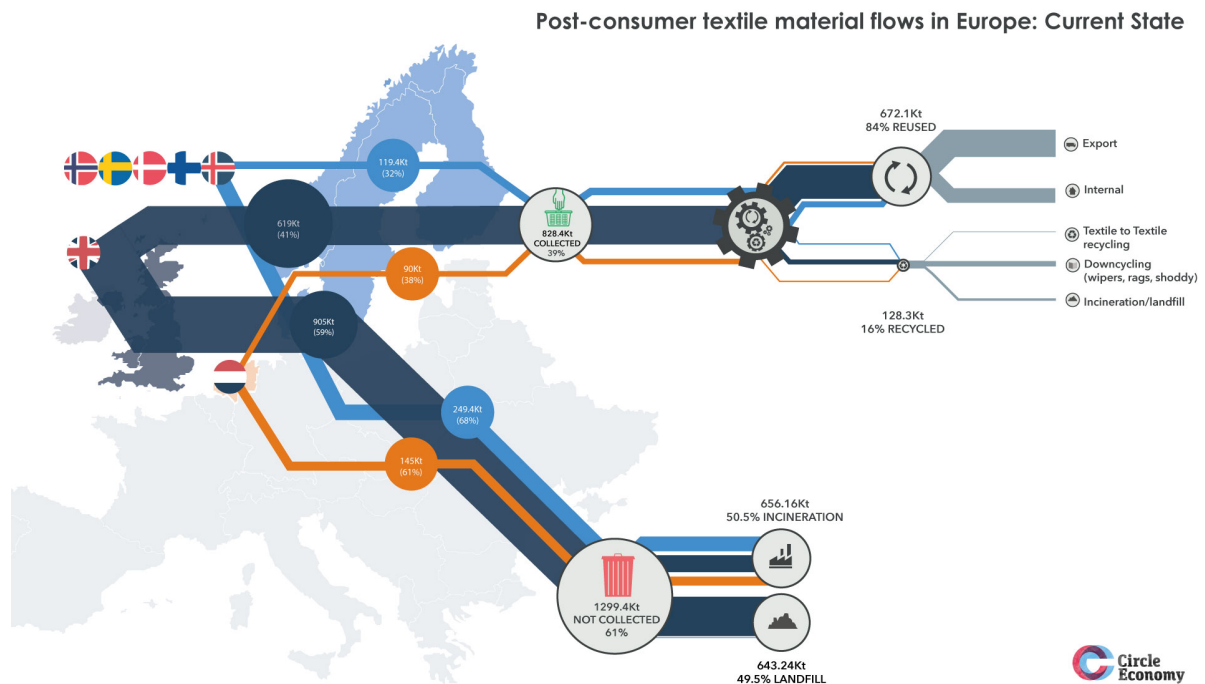 Post-consumer textile material flows in Europe: Current State
119.4Kt
(32%)
619Kt
(41%)
90Kt
(38%)
905Kt
(59%)
249.4Kt
(68%)
145Kt
(61%)
828.4Kt
COLLECTED
39%
672.1Kt
84% REUSED
Export
Internal
Textile to Textile
recycling
Downcycling
(wipers, rags, shoddy)
Incineration/landfill
128.3Kt
16% RECYCLED
1299.4Kt
NOT COLLECTED
61%
656.16Kt
50.5% INCINERATION
643.24Kt
49.5% LANDFILL
Circle
Economy